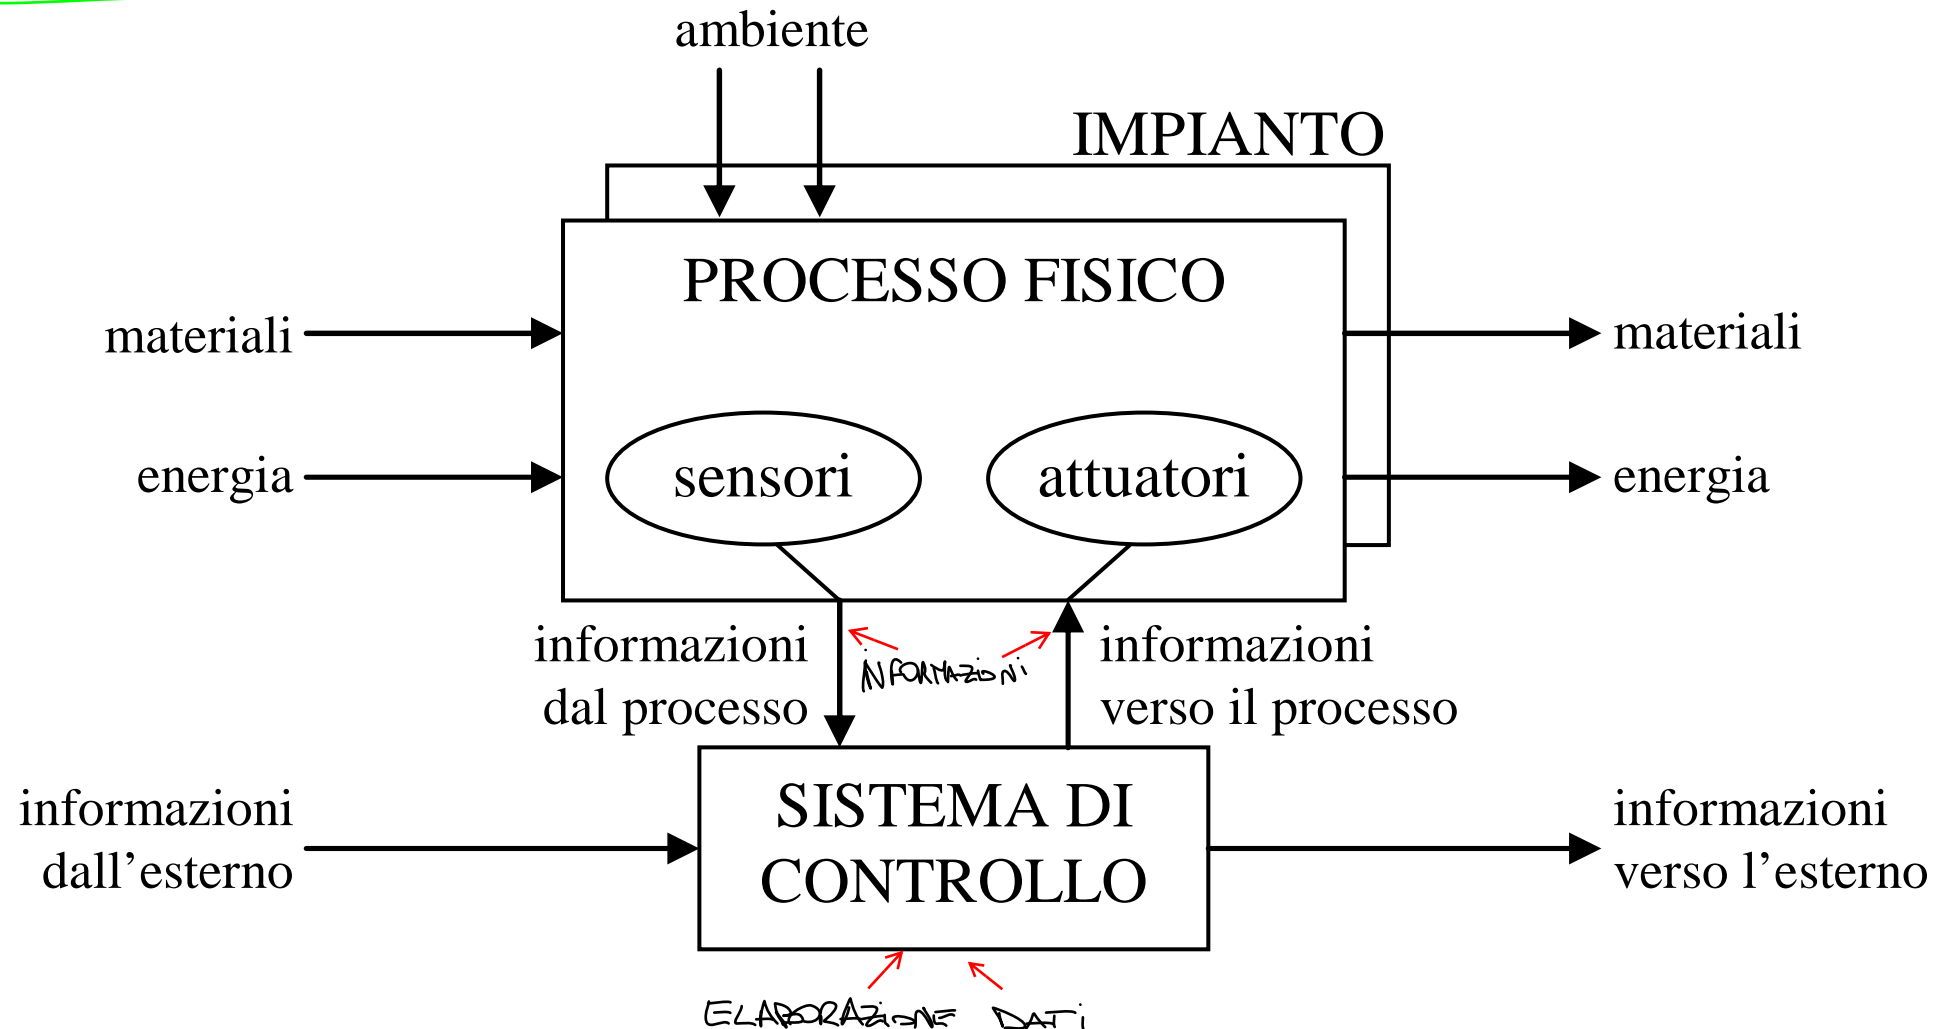 ambiente
IMPIANTO
PROCESSO FISICO
materiali
materiali
energia
sensori
attuatori
energia
informazioni
dal processo
INFORMAZIONI
informazioni
verso il processo
informazioni
dall’esterno
SISTEMA DI
CONTROLLO
informazioni
verso l’esterno
ELABORAZIONE DATI